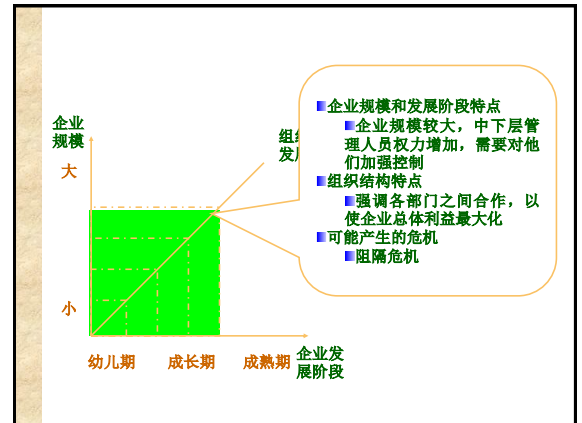 企业规模和发展阶段特点
企业规模较大，中下层管
理人员权力增加，需要对他
们加强控制
组织结构特点
强调各部门之间合作，以
使企业总体利益最大化
可能产生的危机
阻隔危机
企业
规模
大
小
发
幼儿期
成长期
成熟期
企业发
展阶段